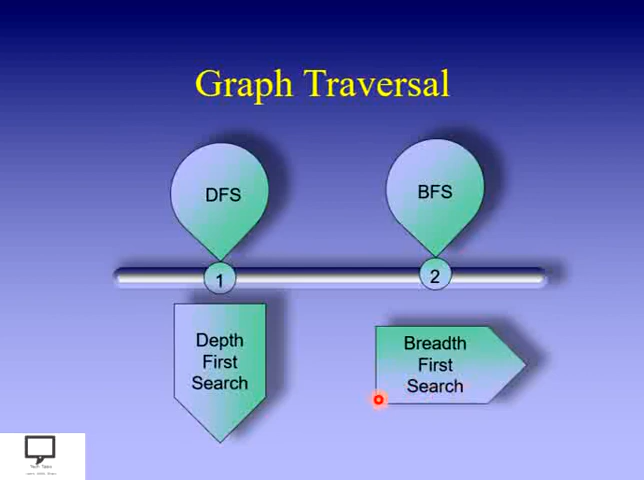 Graph Traversal
DFS
BFS
1
2
Depth
First
Search
Breadth
First
Search